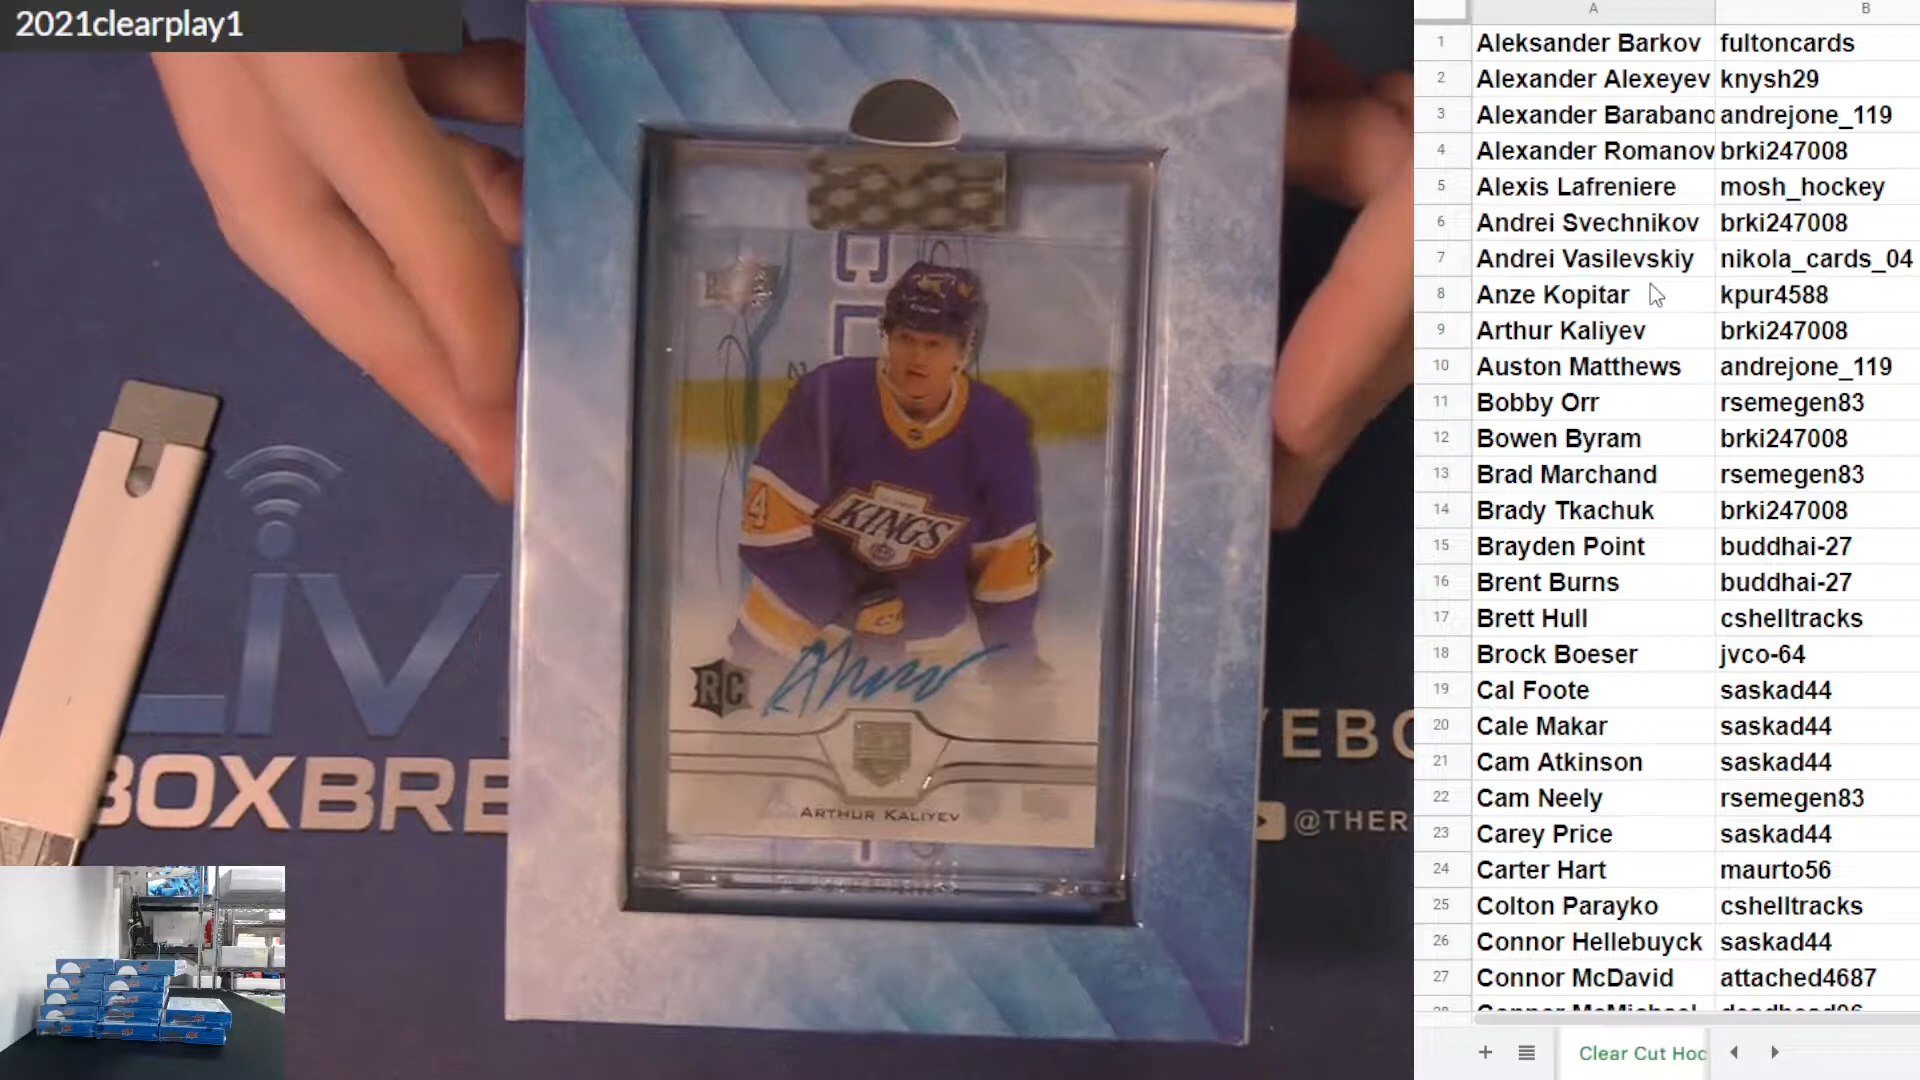 2021clearplay1
KINGS
RC
ARTHUR KALIYEV
LIV
BOXBRE
EBO
@THER
A B
1 Aleksander Barkov fultoncards
2 Alexander Alexeyev knysh29
3 Alexander Barabano andrejone_119
4 Alexander Romanov brki247008
5 Alexis Lafreniere mosh_hockey
6 Andrei Svechnikov brki247008
7 Andrei Vasilevskiy nikola_cards_04
8 Anze Kopitar kpur4588
9 Arthur Kaliyev brki247008
10 Auston Matthews andrejone_119
11 Bobby Orr rsemegen83
12 Bowen Byram brki247008
13 Brad Marchand rsemegen83
14 Brady Tkachuk brki247008
15 Brayden Point buddhai-27
16 Brent Burns buddhai-27
17 Brett Hull cshelltracks
18 Brock Boeser jvco-64
19 Cal Foote saskad44
20 Cale Makar saskad44
21 Cam Atkinson saskad44
22 Cam Neely rsemegen83
23 Carey Price saskad44
24 Carter Hart maurto56
25 Colton Parayko cshelltracks
26 Connor Hellebuyck saskad44
27 Connor McDavid attached4687
Clear Cut Hoc